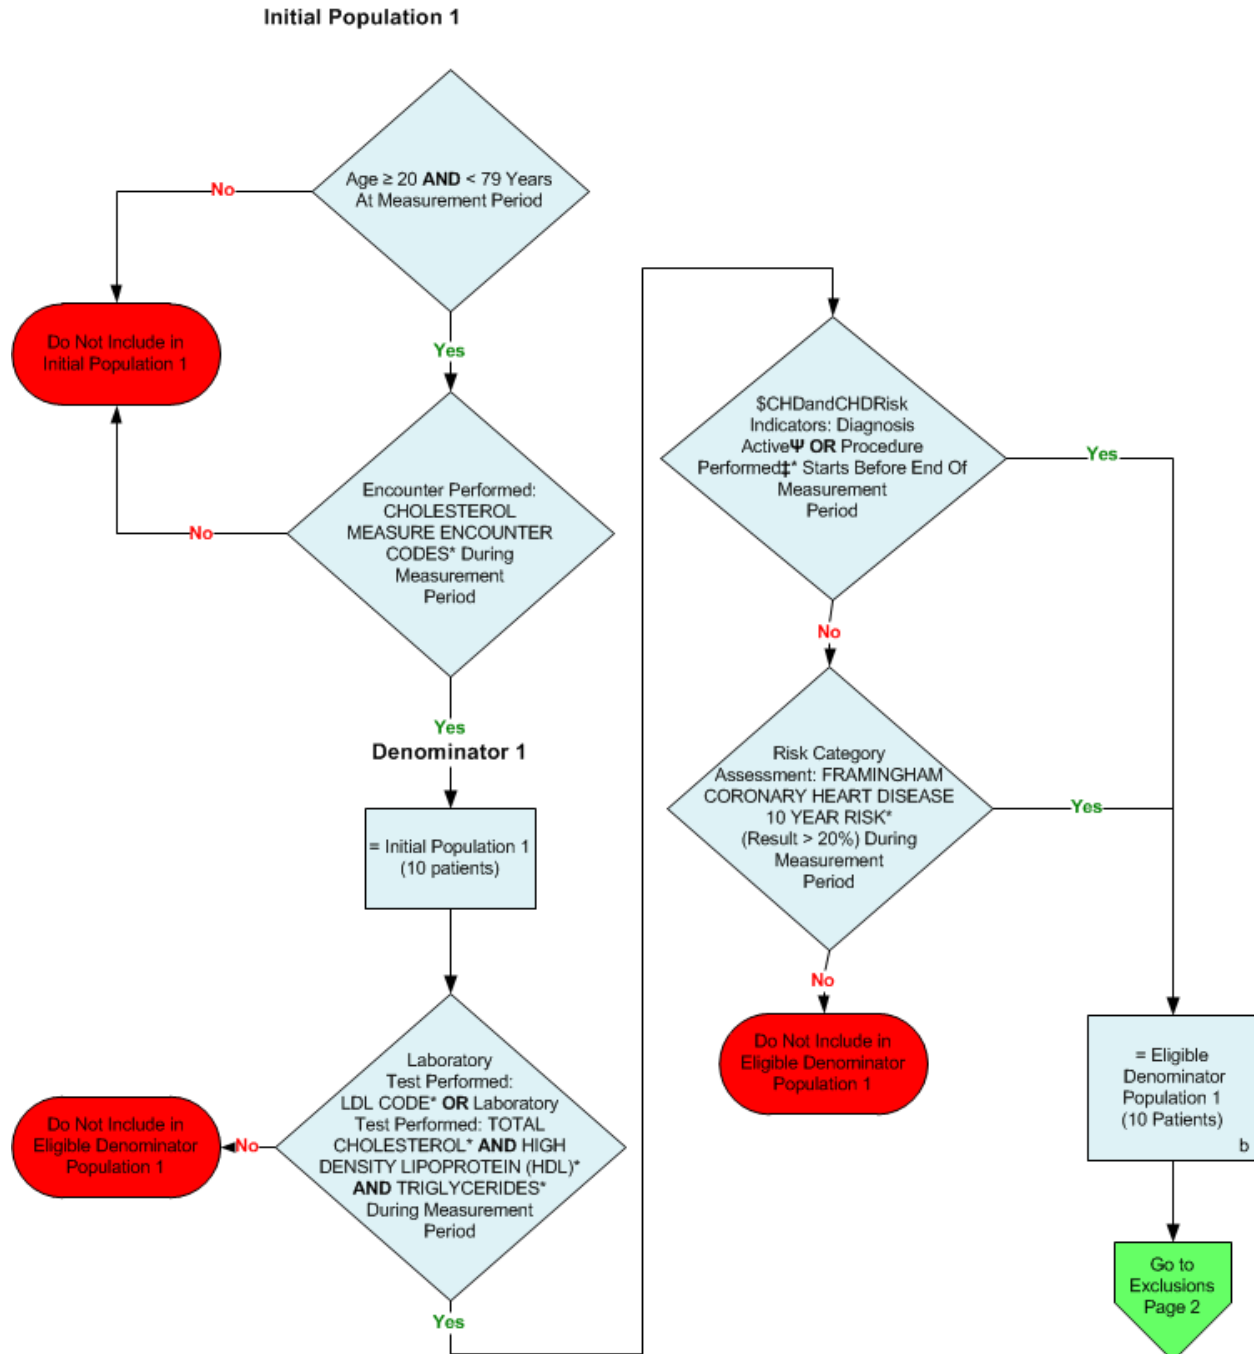 Initial Population 1
Age ≥ 20 AND < 79 Years
At Measurement Period
No
Yes
Do Not Include in
Initial Population 1
Encounter Performed:
CHOLESTEROL
MEASURE ENCOUNTER
CODES* During
Measurement
Period
No
Yes
Denominator 1
= Initial Population 1
(10 patients)
Laboratory
Test Performed:
LDL CODE* OR Laboratory
Test Performed: TOTAL
CHOLESTEROL* AND HIGH
DENSITY LIPOPROTEIN (HDL)*
AND TRIGLYCERIDES*
During Measurement
Period
No
Do Not Include in
Eligible Denominator
Population 1
Yes
$CHDandCHDRisk
Indicators: Diagnosis
ActiveΨ OR Procedure
Performed‡* Starts Before End Of
Measurement
Period
Yes
No
Risk Category
Assessment: FRAMINGHAM
CORONARY HEART DISEASE
10 YEAR RISK*
(Result > 20%) During
Measurement
Period
Yes
No
Do Not Include in
Eligible Denominator
Population 1
= Eligible
Denominator
Population 1
(10 Patients)
b
Go to
Exclusions
Page 2